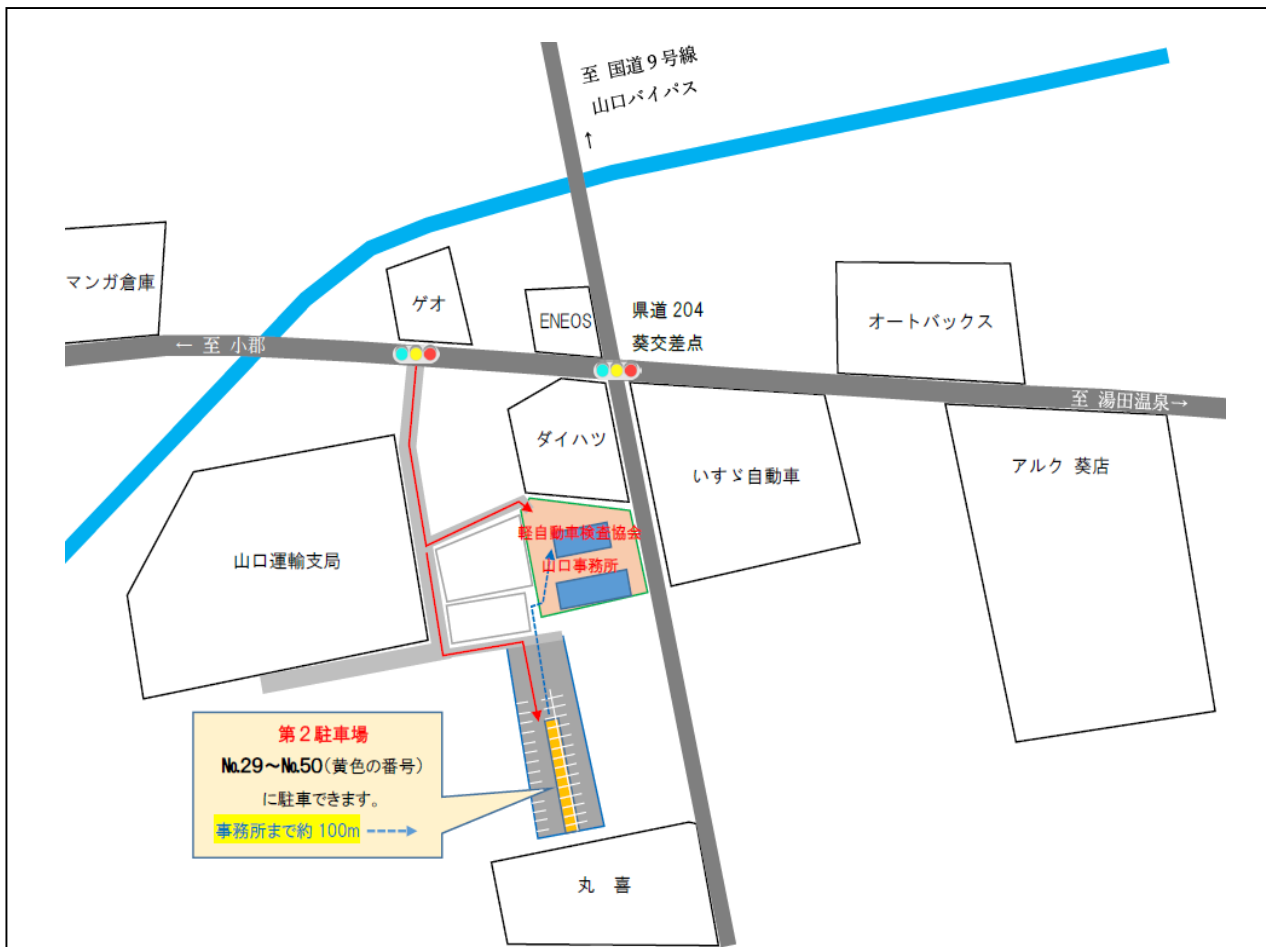 至 国道9号線
山口バイパス
↑
マンガ倉庫
ゲオ
ENEOS
県道 204
葵交差点
オートバックス
← 至 小郡
至 湯田温泉→
ダイハツ
いすゞ自動車
アルク 葵店
軽自動車検査協会
山口事務所
山口運輸支局
第2駐車場
№29～№50(黄色の番号)
に駐車できます。
事務所まで約 100m
丸 喜